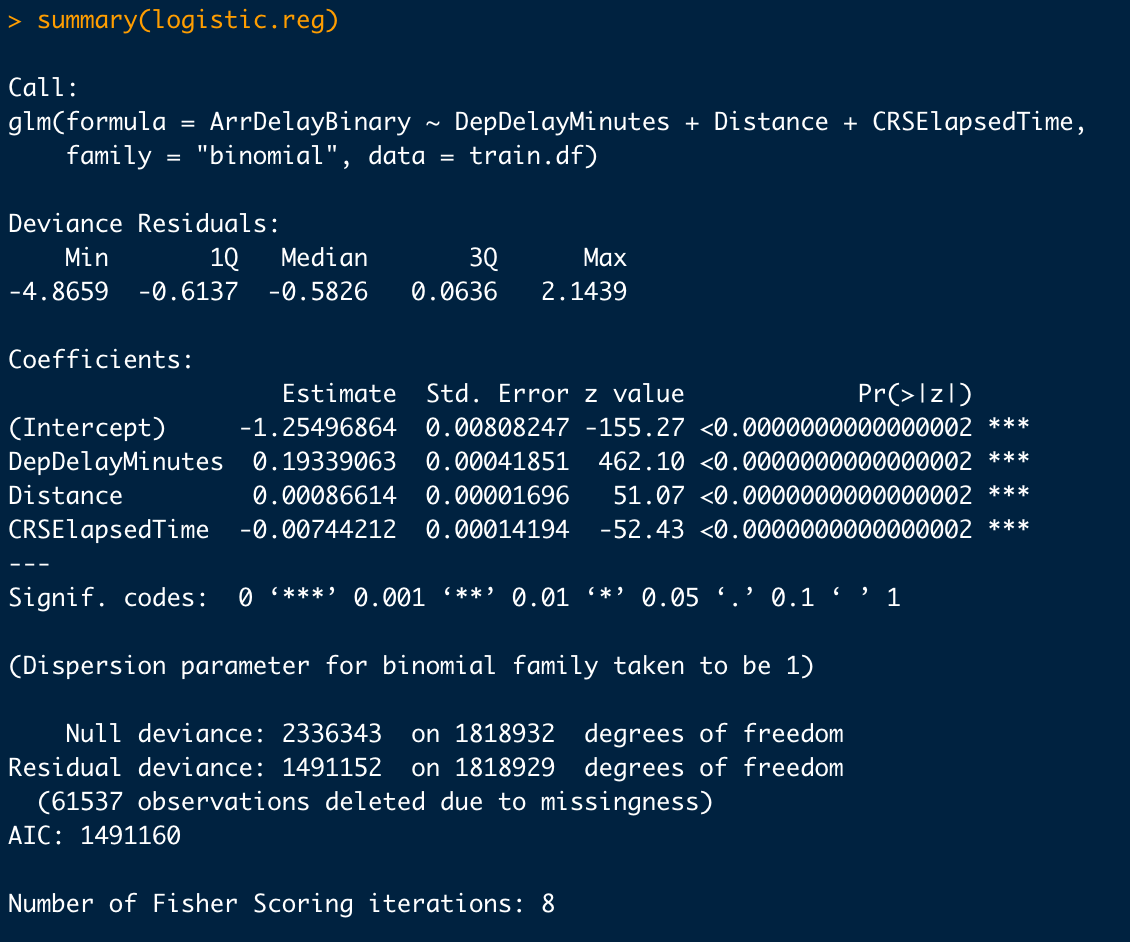 > summary(logistic.reg)
Call:
glm(formula = ArrDelayBinary ~ DepDelayMinutes + Distance + CRSElapsedTime,
    family = "binomial", data = train.df)
Deviance Residuals:
    Min       1Q   Median       3Q      Max
-4.8659  -0.6137  -0.5826   0.0636   2.1439
Coefficients:
                   Estimate  Std. Error z value           Pr(>|z|)
(Intercept)     -1.25496864  0.00808247 -155.27 <0.0000000000000002 ***
DepDelayMinutes  0.19339063  0.00041851  462.10 <0.0000000000000002 ***
Distance         0.00086614  0.00001696   51.07 <0.0000000000000002 ***
CRSElapsedTime  -0.00744212  0.00014194  -52.43 <0.0000000000000002 ***
---
Signif. codes:  0 ‘***’ 0.001 ‘**’ 0.01 ‘*’ 0.05 ‘.’ 0.1 ‘ ’ 1
(Dispersion parameter for binomial family taken to be 1)
    Null deviance: 2336343  on 1818932  degrees of freedom
Residual deviance: 1491152  on 1818929  degrees of freedom
  (61537 observations deleted due to missingness)
AIC: 1491160
Number of Fisher Scoring iterations: 8